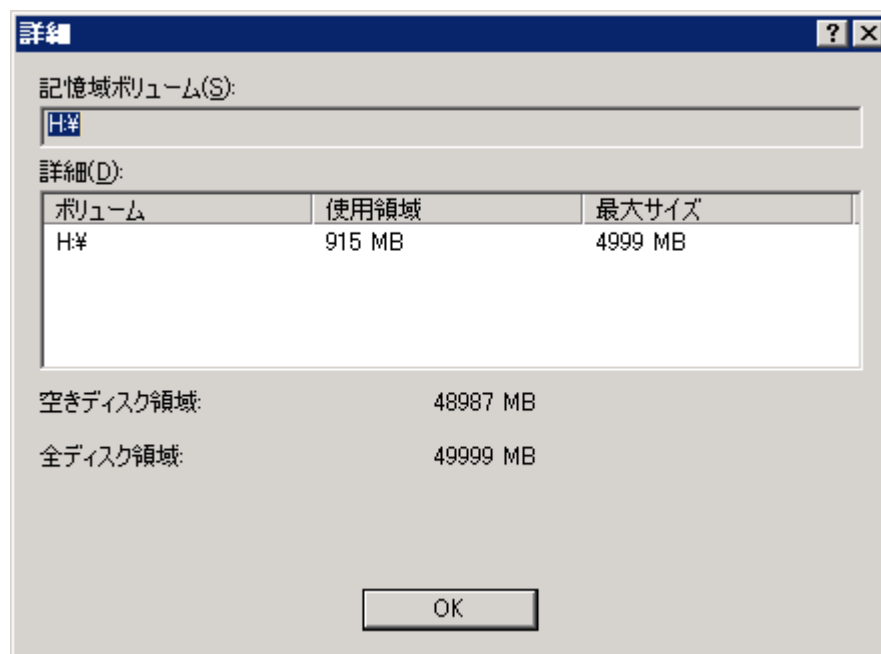 詳細
記憶域ボリューム(S):
H:¥
詳細(D):
ボリューム 使用領域 最大サイズ
H:¥ 915 MB 4999 MB
空きディスク領域: 48987 MB
全ディスク領域: 49999 MB
OK